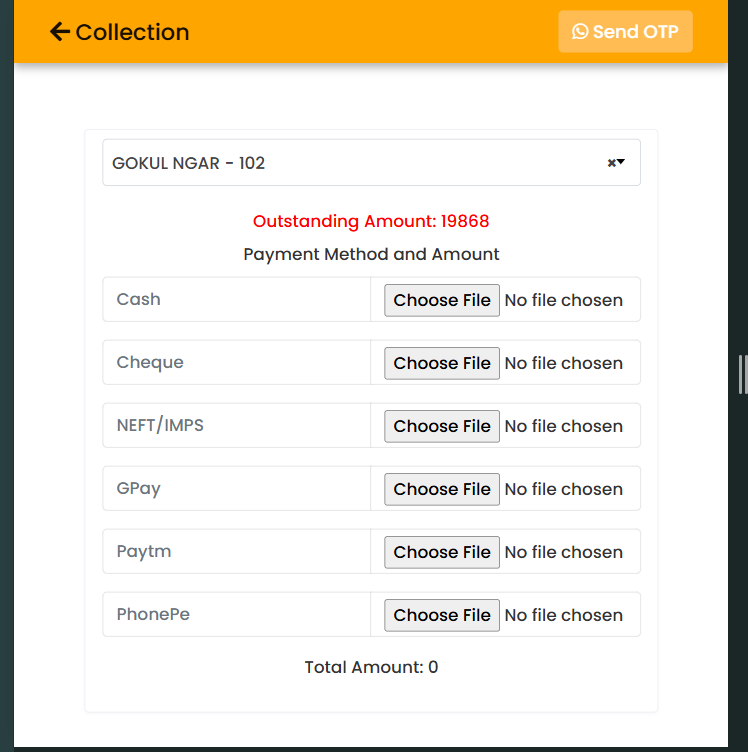 Collection
Send OTP
GOKUL NGAR - 102
Outstanding Amount: 19868
Payment Method and Amount
Cash Choose File No file chosen
Cheque Choose File No file chosen
NEFT/IMPS Choose File No file chosen
GPay Choose File No file chosen
Paytm Choose File No file chosen
PhonePe Choose File No file chosen
Total Amount: 0